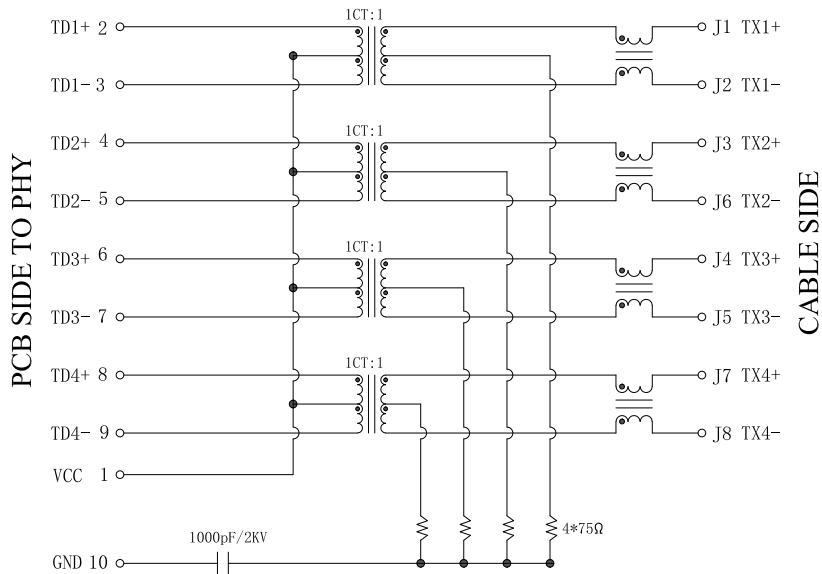 1CT:1
TD1+ 2
J1 TX1+
TD1- 3
J2 TX1-
1CT:1
TD2+ 4
J3 TX2+
TD2- 5
J6 TX2-
1CT:1
TD3+ 6
J4 TX3+
TD3- 7
J5 TX3-
1CT:1
TD4+ 8
J7 TX4+
TD4- 9
J8 TX4-
VCC 1
4*75Ω
1000pF/2KV
GND 10
PCB SIDE TO PHY
CABLE SIDE